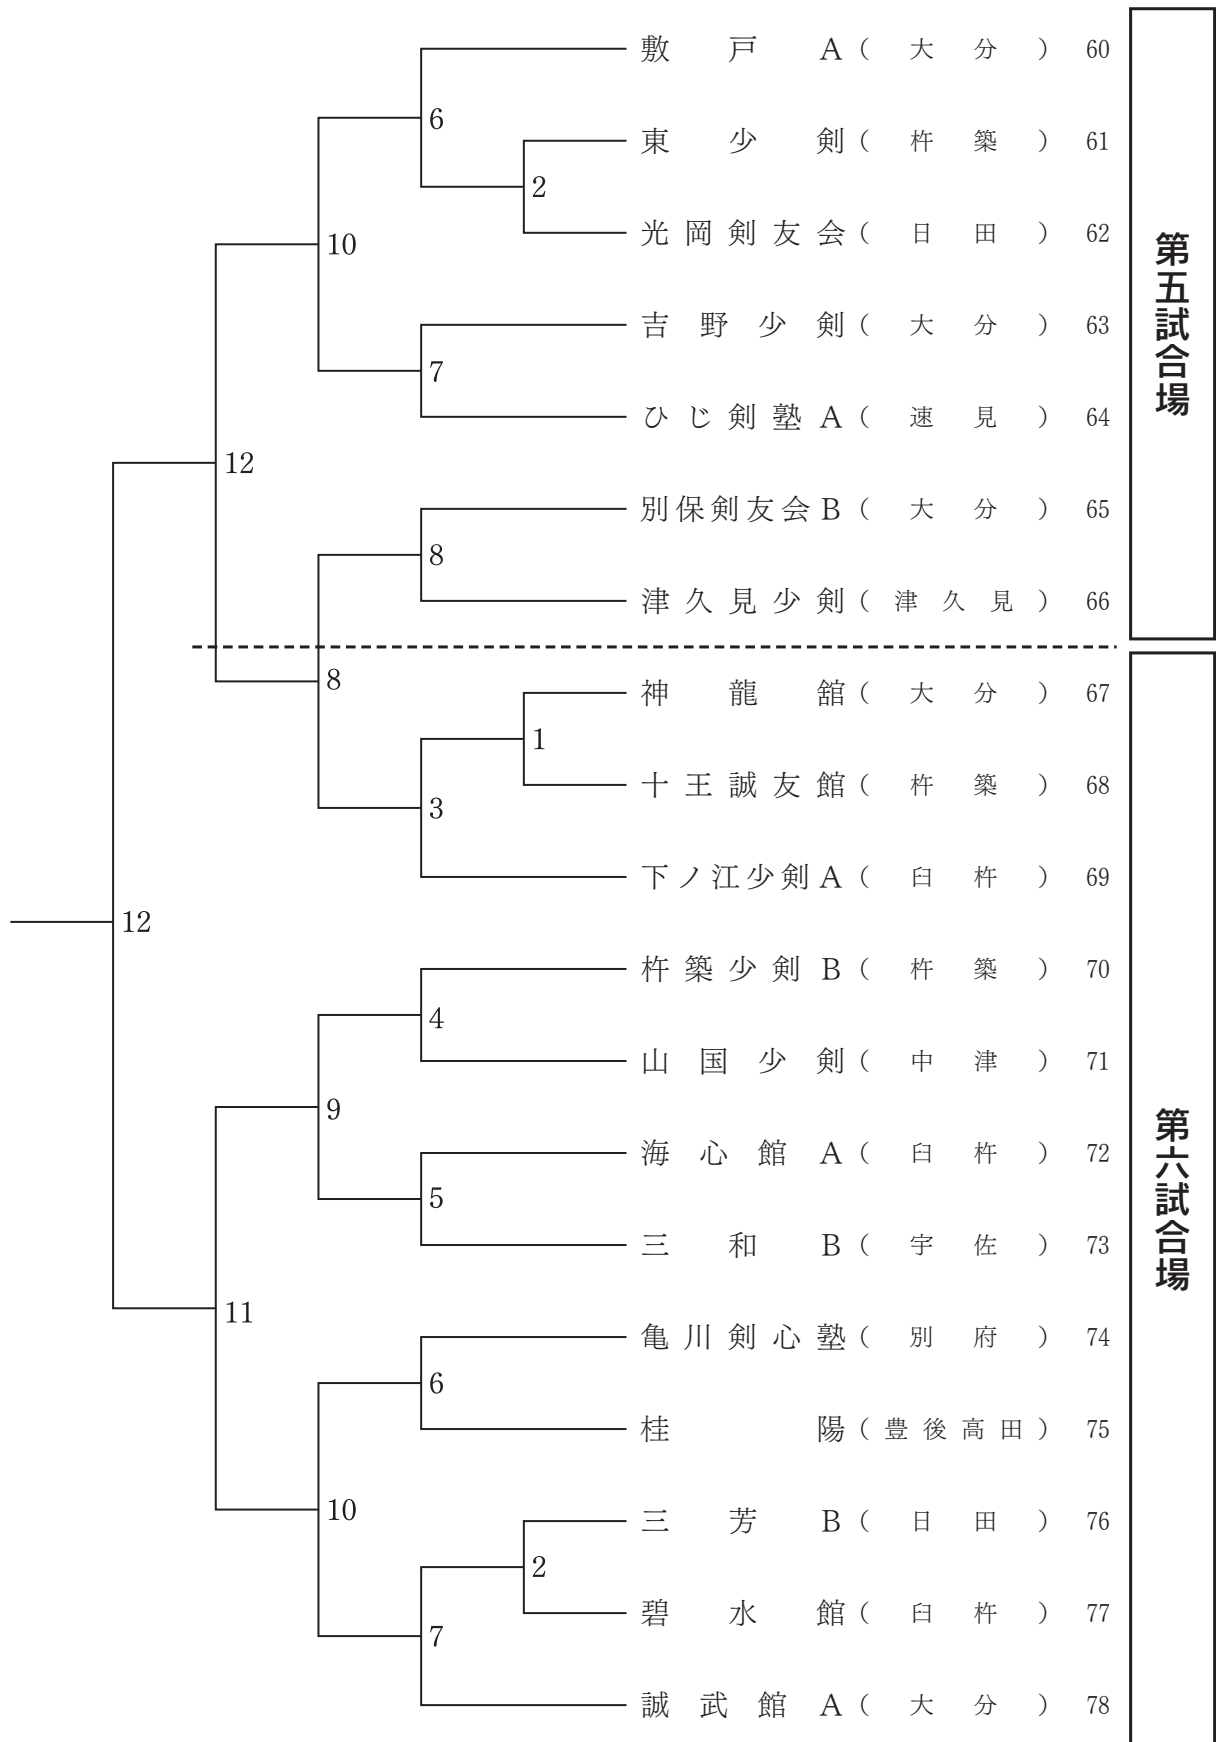 敷戸A（大分） 60
6
東少剣（杵築） 61
2
光岡剣友会（日田） 62
10
吉野少剣（大分） 63
7
ひじ剣塾A（速見） 64
12
別保剣友会B（大分） 65
8
津久見少剣（津久見） 66
第五試合場
8
神龍舘（大分） 67
1
十王誠友館（杵築） 68
3
下ノ江少剣A（臼杵） 69
12
杵築少剣B（杵築） 70
4
山国少剣（中津） 71
9
海心館A（臼杵） 72
5
三和B（宇佐） 73
11
亀川剣心塾（別府） 74
6
桂陽（豊後高田） 75
10
三芳B（日田） 76
2
碧水館（臼杵） 77
7
誠武館A（大分） 78
第六試合場